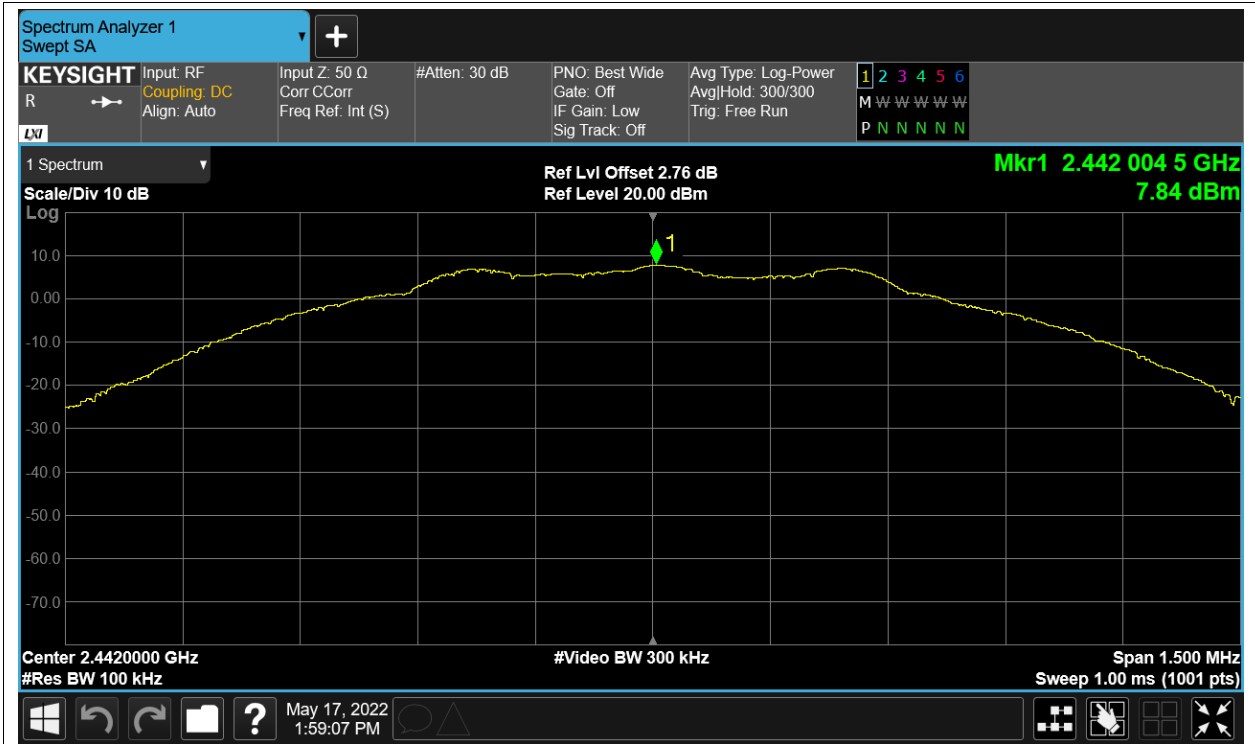 Spectrum Analyzer 1
Swept SA
KEYSIGHT
R
LXI
Input: RF
Coupling: DC
Align: Auto
Input Z: 50 Ω
Corr CCorr
Freq Ref: Int (S)
#Atten: 30 dB
PNO: Best Wide
Gate: Off
IF Gain: Low
Sig Track: Off
Avg Type: Log-Power
Avg|Hold: 300/300
Trig: Free Run
1 2 3 4 5 6
M W W W W W
P N N N N N
1 Spectrum
Scale/Div 10 dB
Log
Ref Lvl Offset 2.76 dB
Ref Level 20.00 dBm
Mkr1 2.442 004 5 GHz
7.84 dBm
1
10.0
0.00
-10.0
-20.0
-30.0
-40.0
-50.0
-60.0
-70.0
Center 2.4420000 GHz
#Res BW 100 kHz
#Video BW 300 kHz
Span 1.500 MHz
Sweep 1.00 ms (1001 pts)
?
May 17, 2022
1:59:07 PM